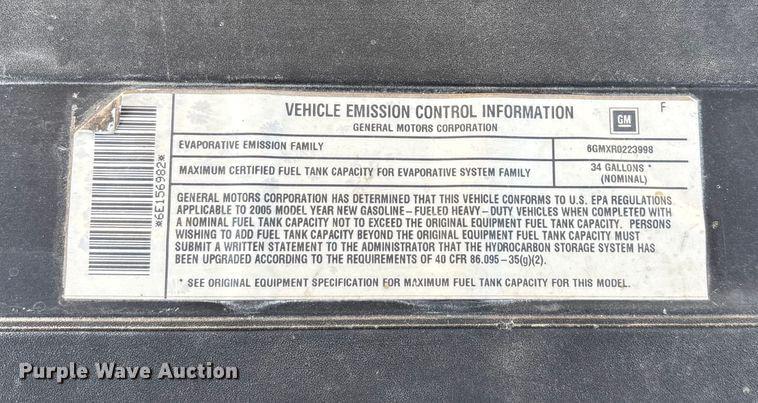 VEHICLE EMISSION CONTROL INFORMATION
GENERAL MOTORS CORPORATION
GM
F
EVAPORATIVE EMISSION FAMILY 6GMXR0223998
MAXIMUM CERTIFIED FUEL TANK CAPACITY FOR EVAPORATIVE SYSTEM FAMILY 34 GALLONS *
(NOMINAL)
*6E156982*
GENERAL MOTORS CORPORATION HAS DETERMINED THAT THIS VEHICLE CONFORMS TO U.S. EPA REGULATIONS
APPLICABLE TO 2005 MODEL YEAR NEW GASOLINE-FUELED HEAVY-DUTY VEHICLES WHEN COMPLETED WITH
A NOMINAL FUEL TANK CAPACITY NOT TO EXCEED THE ORIGINAL EQUIPMENT FUEL TANK CAPACITY. PERSONS
WISHING TO ADD FUEL TANK CAPACITY BEYOND THE ORIGINAL EQUIPMENT FUEL TANK CAPACITY MUST
SUBMIT A WRITTEN STATEMENT TO THE ADMINISTRATOR THAT THE HYDROCARBON STORAGE SYSTEM HAS
BEEN UPGRADED ACCORDING TO THE REQUIREMENTS OF 40 CFR 86.095-35(g)(2).
* SEE ORIGINAL EQUIPMENT SPECIFICATION FOR MAXIMUM FUEL TANK CAPACITY FOR THIS MODEL.
Purple Wave Auction